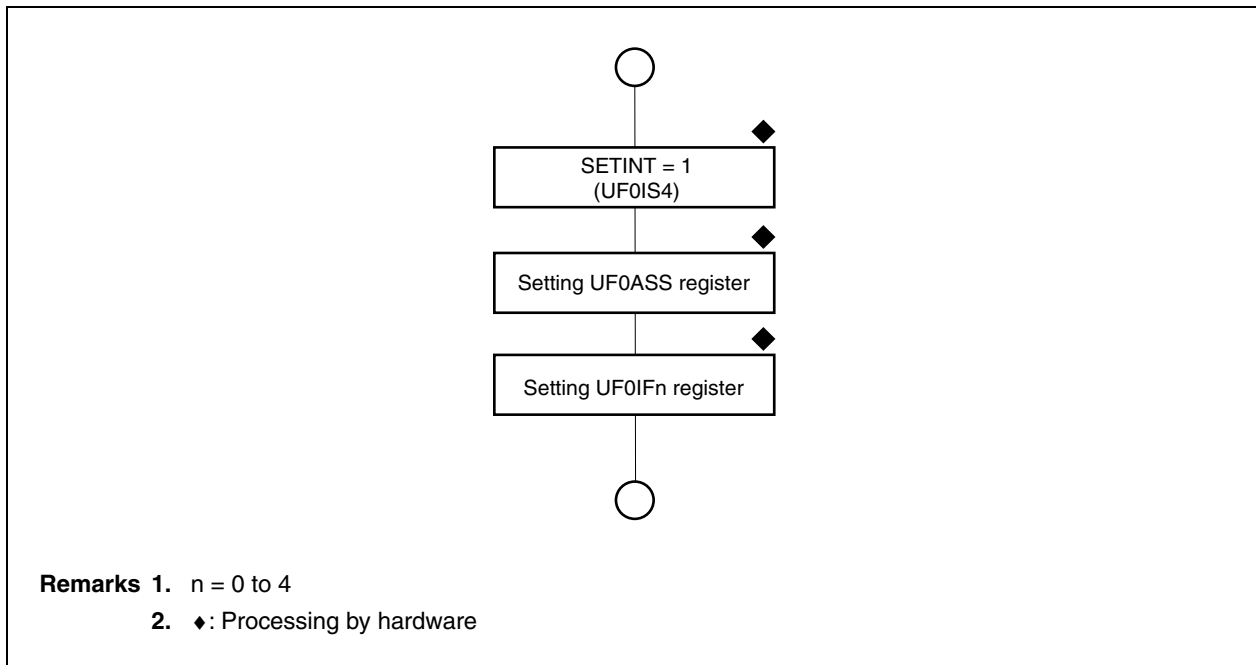 SETINT = 1
(UF0IS4)
Setting UF0ASS register
Setting UF0IFn register
Remarks 1. n = 0 to 4
2. ♦: Processing by hardware